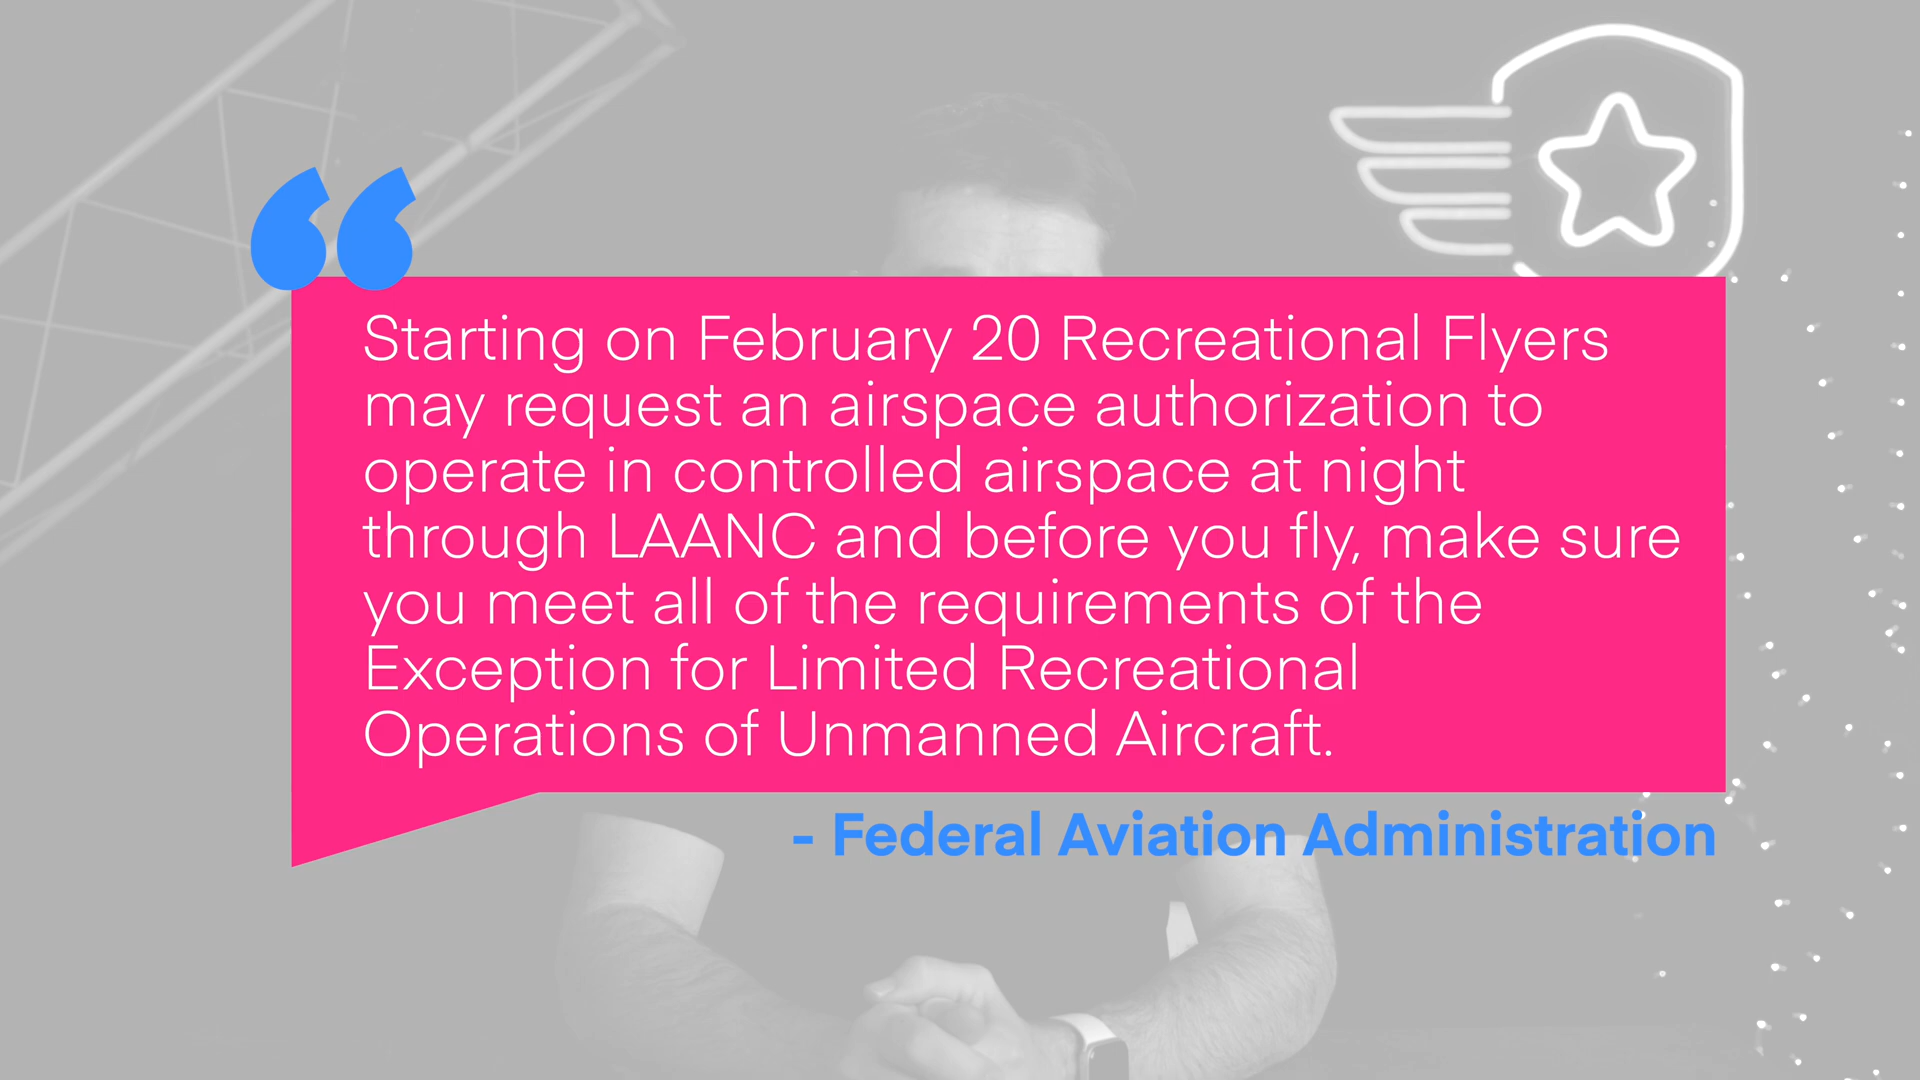 “
Starting on February 20 Recreational Flyers
may request an airspace authorization to
operate in controlled airspace at night
through LAANC and before you fly, make sure
you meet all of the requirements of the
Exception for Limited Recreational
Operations of Unmanned Aircraft.
- Federal Aviation Administration